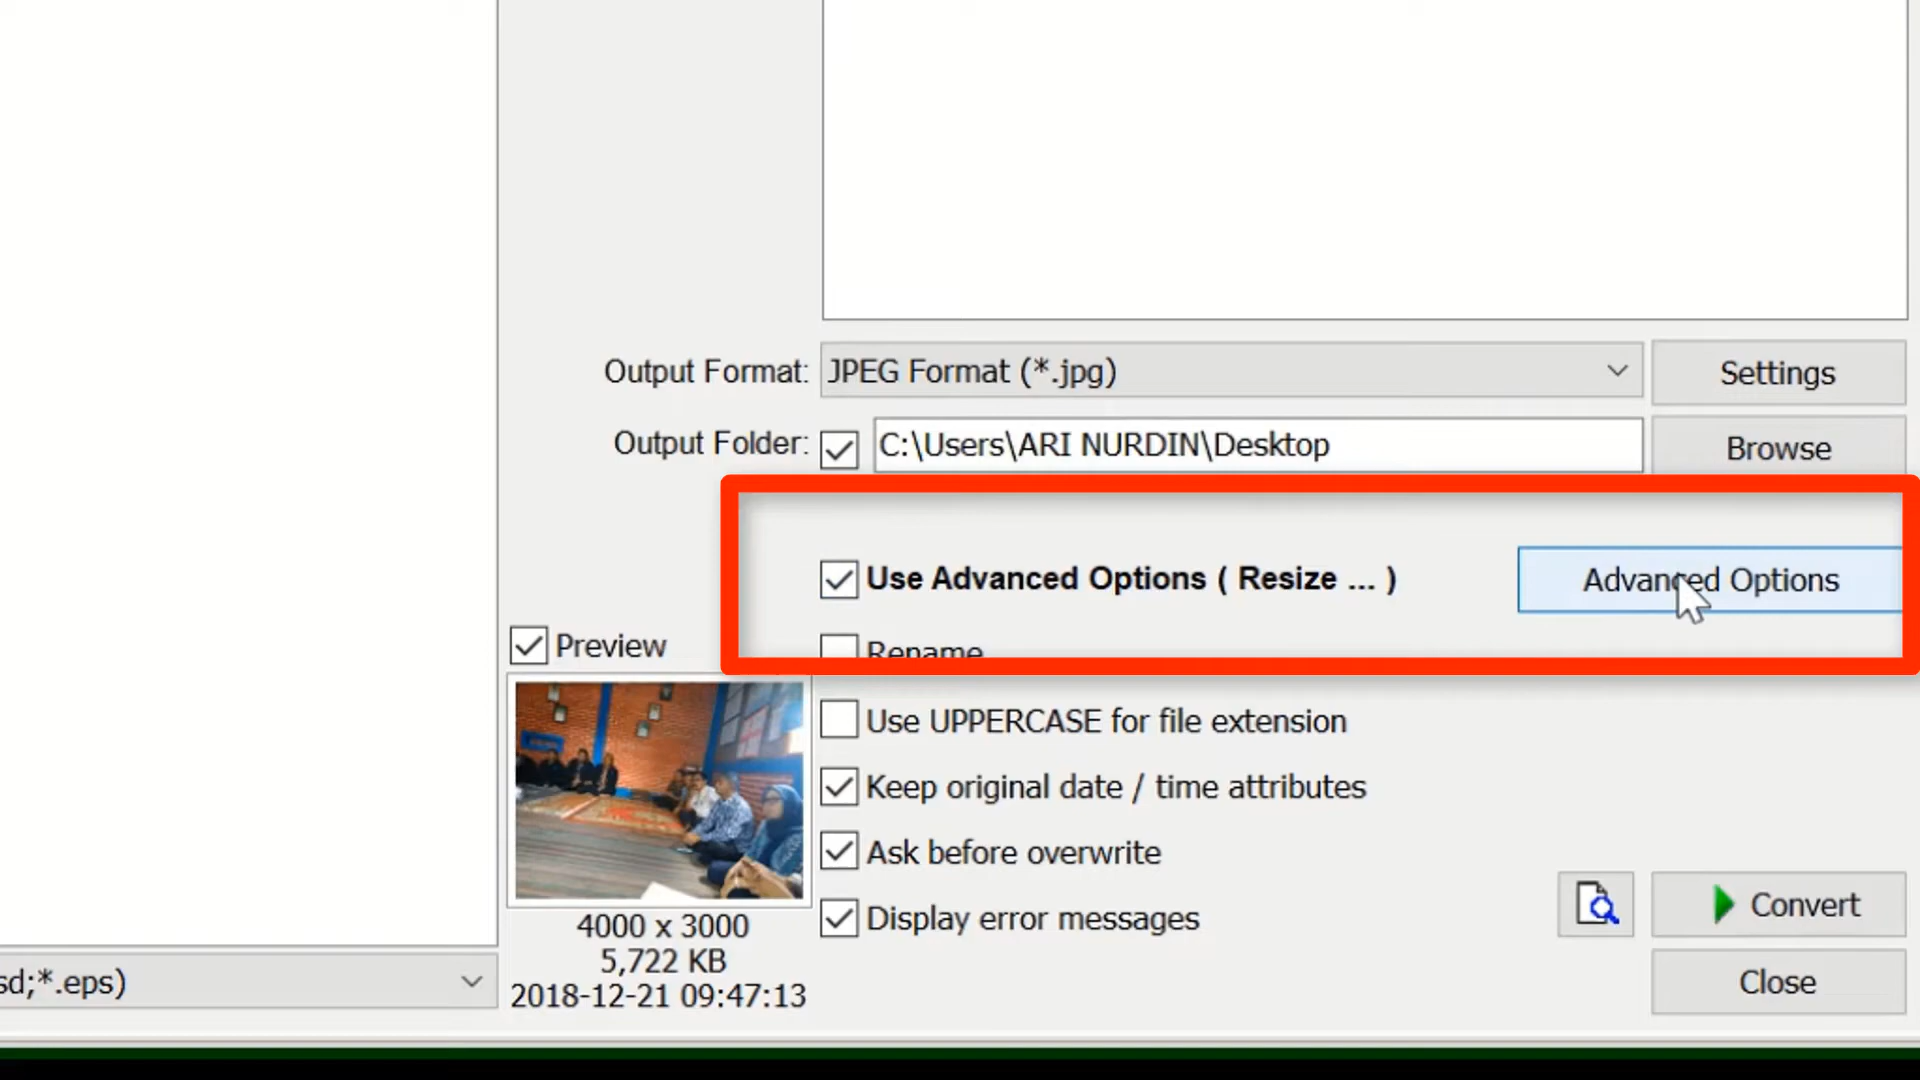 Output Format: JPEG Format (*.jpg) Settings
Output Folder: C:\Users\ARI NURDIN\Desktop Browse
Use Advanced Options ( Resize ... ) Advanced Options
Preview Rename
Use UPPERCASE for file extension
Keep original date / time attributes
Ask before overwrite
Convert
4000 x 3000 Display error messages
5,722 KB
sd;*.eps) Close
2018-12-21 09:47:13